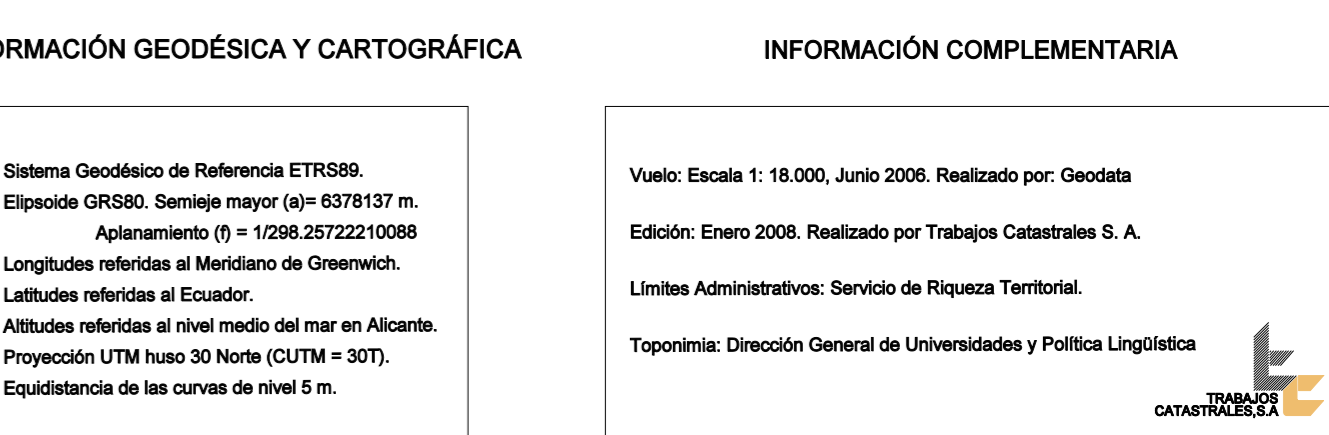 ORMACIÓN GEODÉSICA Y CARTOGRÁFICA
Sistema Geodésico de Referencia ETRS89.
Elipsoide GRS80. Semieje mayor (a)= 6378137 m.
Aplanamiento (f) = 1/298.25722210088
Longitudes referidas al Meridiano de Greenwich.
Latitudes referidas al Ecuador.
Altitudes referidas al nivel medio del mar en Alicante.
Proyección UTM huso 30 Norte (CUTM = 30T).
Equidistancia de las curvas de nivel 5 m.
INFORMACIÓN COMPLEMENTARIA
Vuelo: Escala 1: 18.000, Junio 2006. Realizado por: Geodata
Edición: Enero 2008. Realizado por Trabajos Catastrales S. A.
Límites Administrativos: Servicio de Riqueza Territorial.
Toponimia: Dirección General de Universidades y Política Lingüística
TRABAJOS
CATASTRALES,S.A